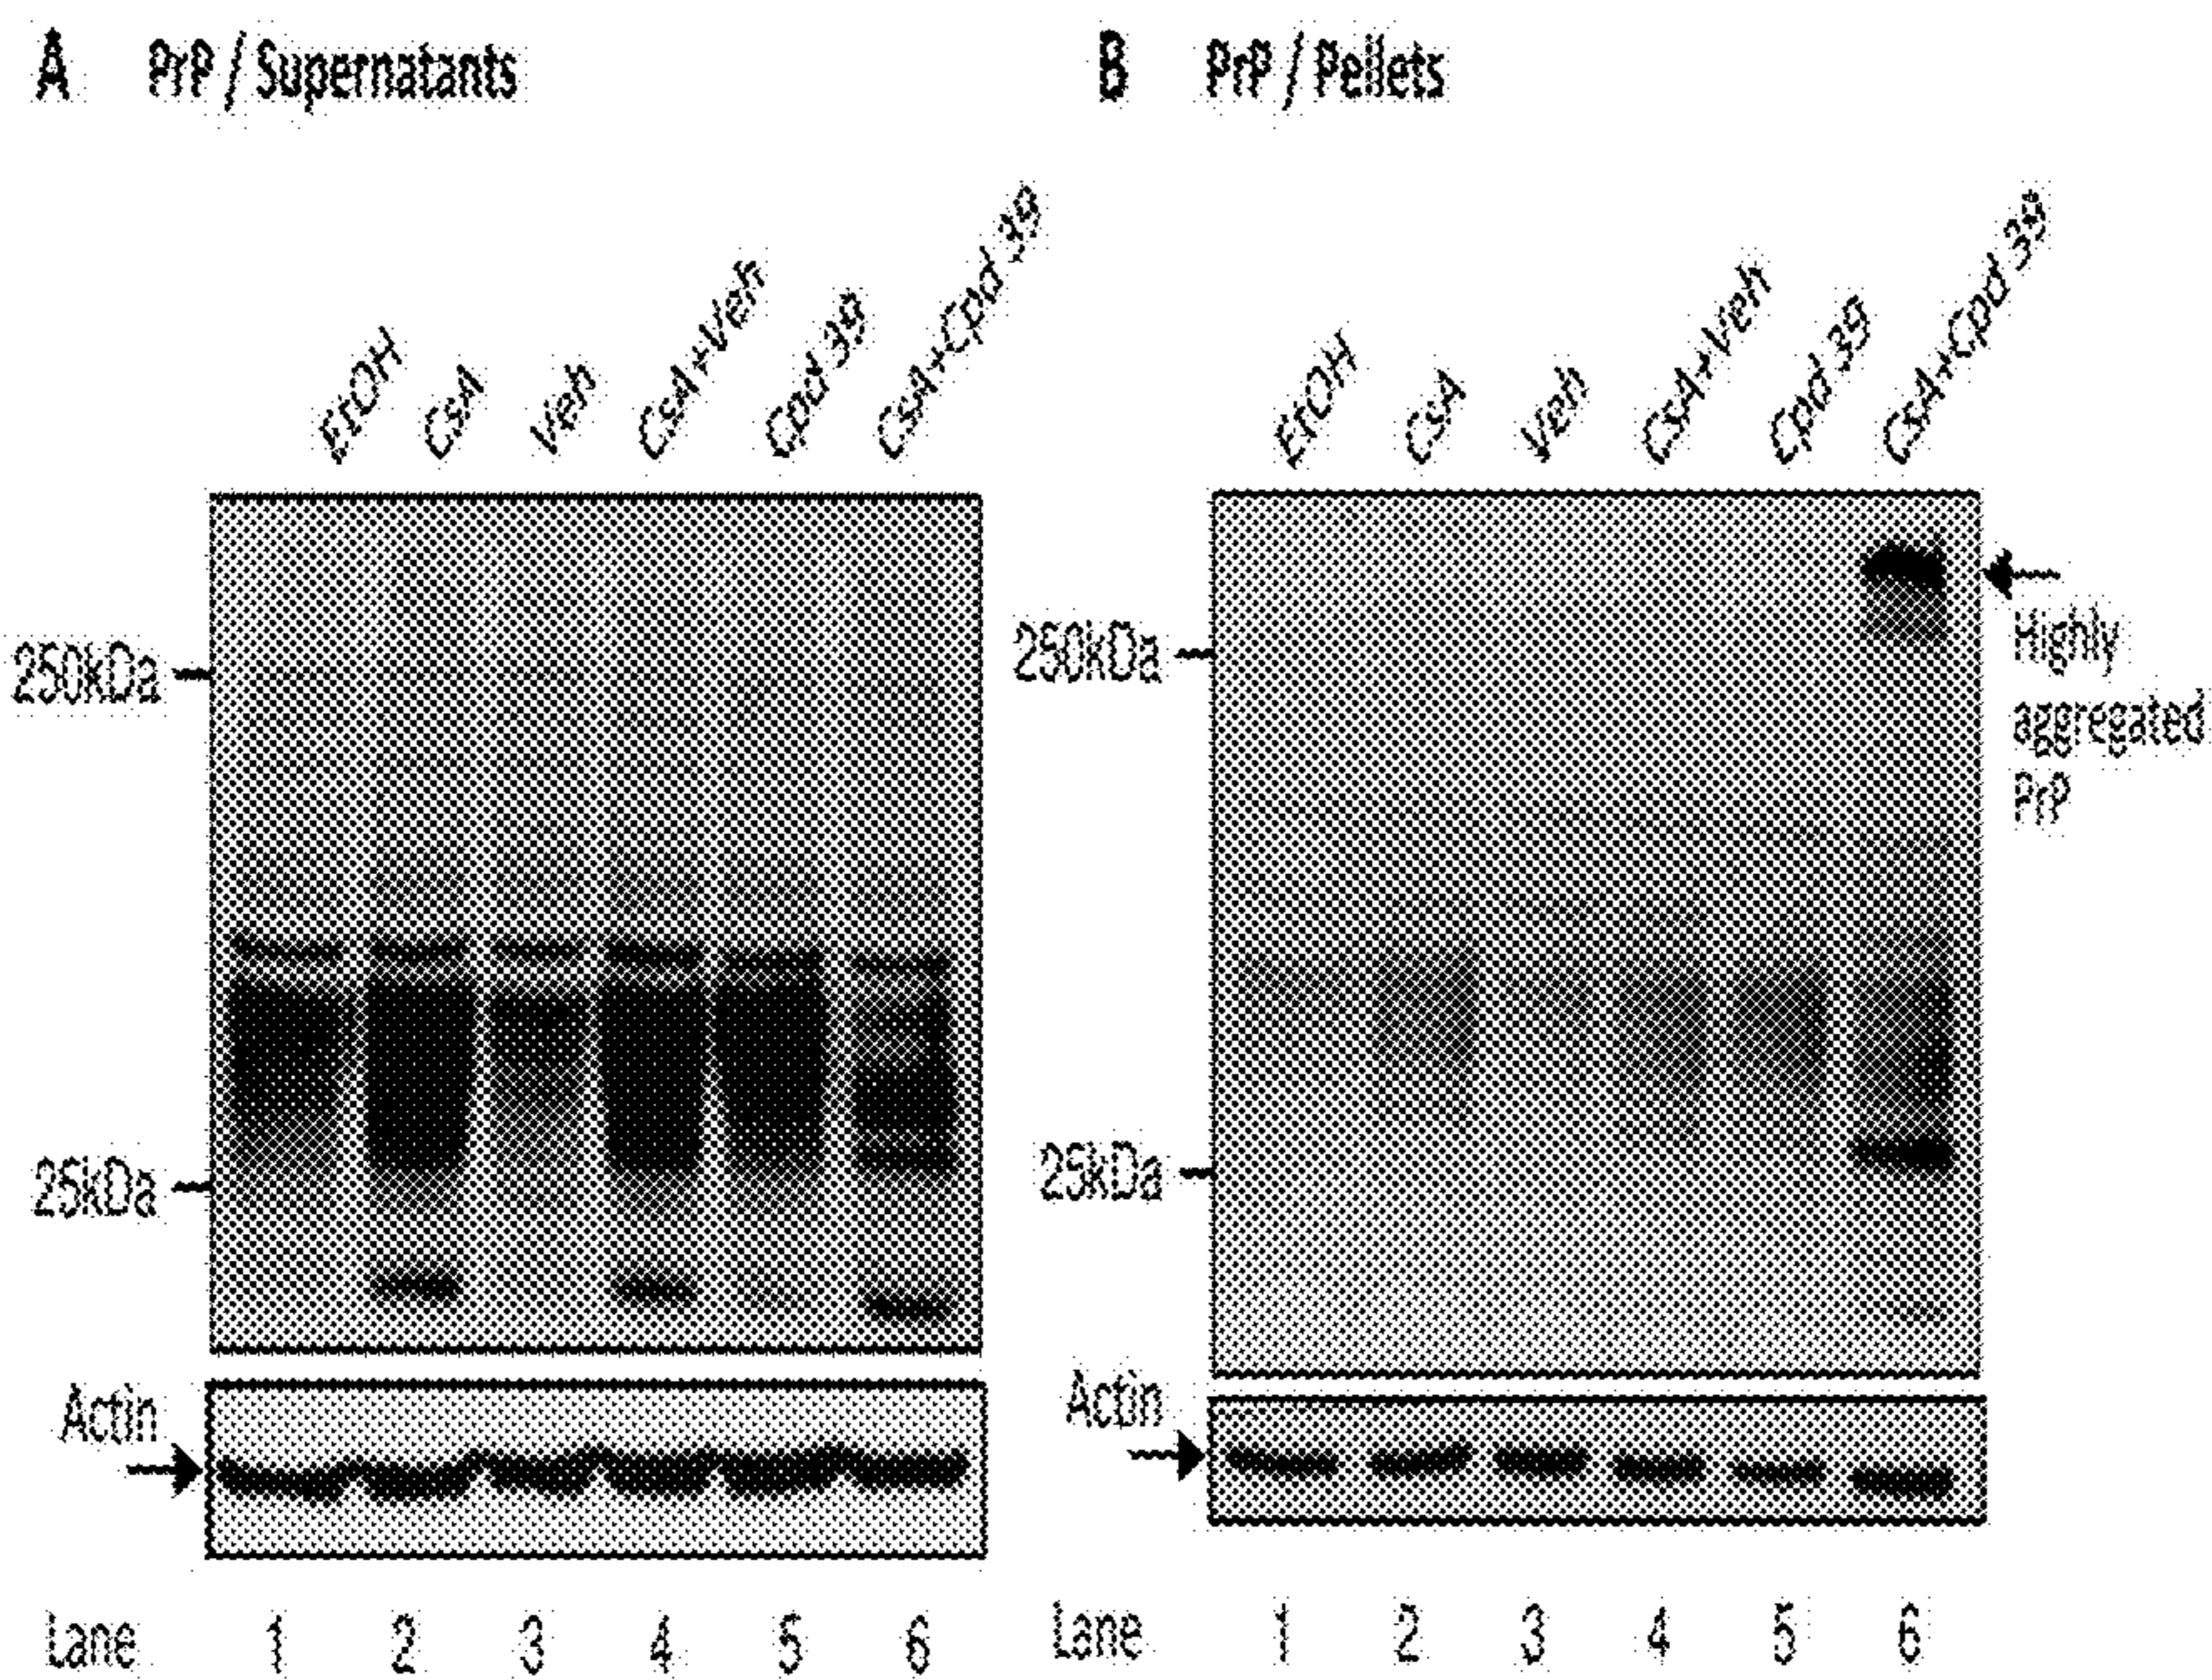 A PrP / Supernatants
EtOH
CsA
Veh
CsA+Veh
Cpd 39
CsA+Cpd 39
250kDa
25kDa
Actin
Lane 1 2 3 4 5 6
B PrP / Pellets
EtOH
CsA
Veh
CsA+Veh
Cpd 39
CsA+Cpd 39
250kDa
25kDa
Highly
aggregated
PrP
Actin
Lane 1 2 3 4 5 6